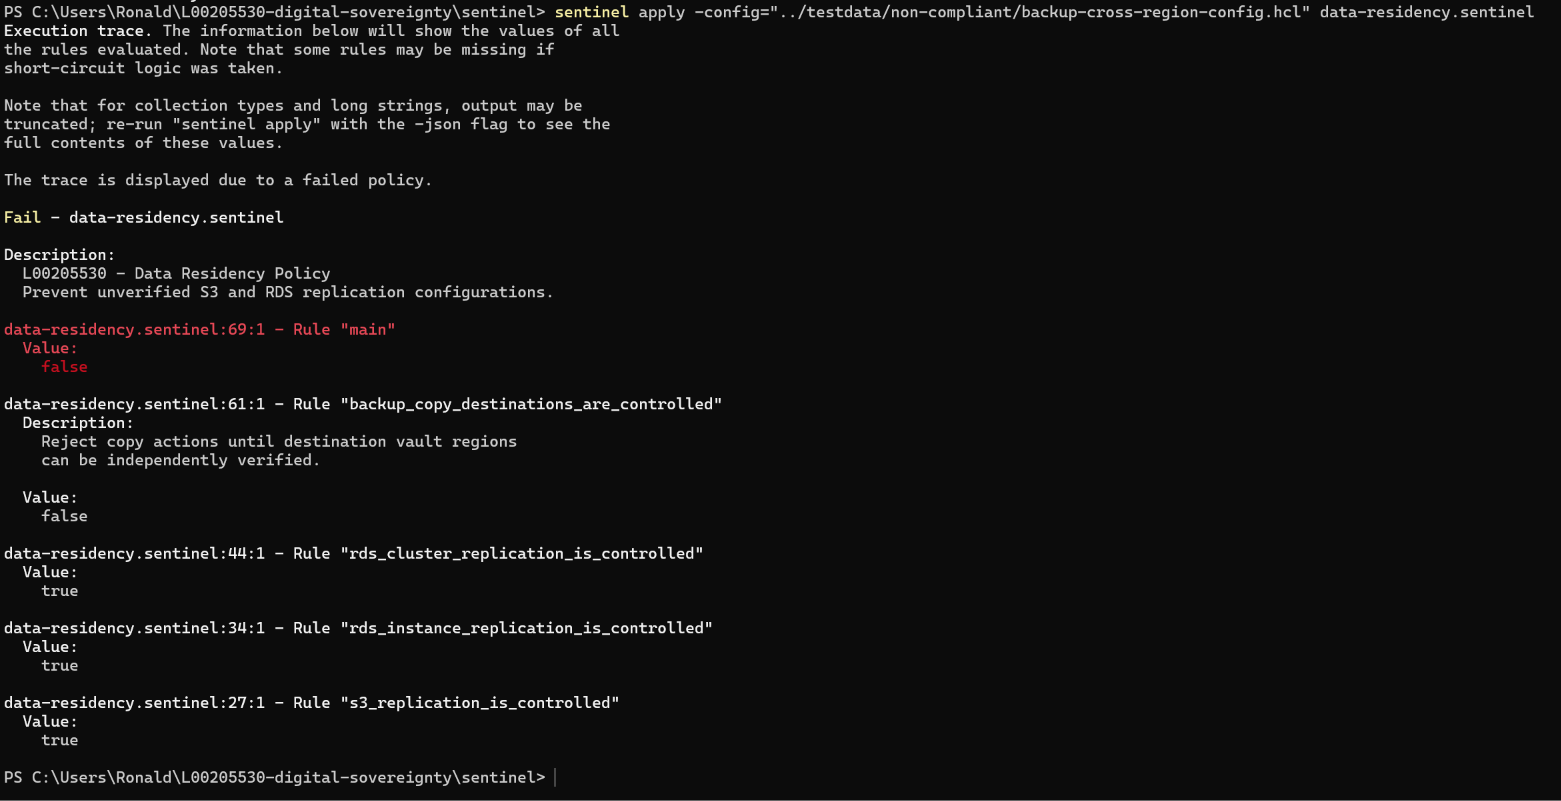 PS C:\Users\Ronald\L00205530-digital-sovereignty\sentinel> sentinel apply -config="../testdata/non-compliant/backup-cross-region-config.hcl" data-residency.sentinel
Execution trace. The information below will show the values of all
the rules evaluated. Note that some rules may be missing if
short-circuit logic was taken.
Note that for collection types and long strings, output may be
truncated; re-run "sentinel apply" with the -json flag to see the
full contents of these values.
The trace is displayed due to a failed policy.
Fail - data-residency.sentinel
Description:
L00205530 - Data Residency Policy
Prevent unverified S3 and RDS replication configurations.
data-residency.sentinel:69:1 - Rule "main"
Value:
false
data-residency.sentinel:61:1 - Rule "backup_copy_destinations_are_controlled"
Description:
Reject copy actions until destination vault regions
can be independently verified.
Value:
false
data-residency.sentinel:44:1 - Rule "rds_cluster_replication_is_controlled"
Value:
true
data-residency.sentinel:34:1 - Rule "rds_instance_replication_is_controlled"
Value:
true
data-residency.sentinel:27:1 - Rule "s3_replication_is_controlled"
Value:
true
PS C:\Users\Ronald\L00205530-digital-sovereignty\sentinel>